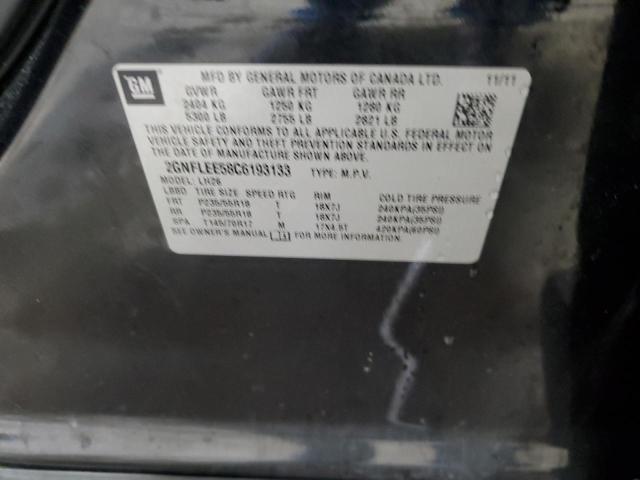 GM
MFD BY GENERAL MOTORS OF CANADA LTD. 11/11
GVWR GAWR FRT GAWR RR
2404 KG 1250 KG 1280 KG
5300 LB 2755 LB 2821 LB
THIS VEHICLE CONFORMS TO ALL APPLICABLE U.S. FEDERAL MOTOR
VEHICLE SAFETY AND THEFT PREVENTION STANDARDS IN EFFECT ON
THE DATE OF MANUFACTURE SHOWN ABOVE.
2GNFLEE58C6193133 TYPE: M.P.V.
MODEL: LH26
LBBD TIRE SIZE SPEED RTG RIM COLD TIRE PRESSURE
FRT P235/55R18 T 18X7J 240KPA(35PSI)
RR P235/55R18 T 18X7J 240KPA(35PSI)
SPA T145/70R17 M 17X4.5T 420KPA(60PSI)
SEE OWNER'S MANUAL FOR MORE INFORMATION.